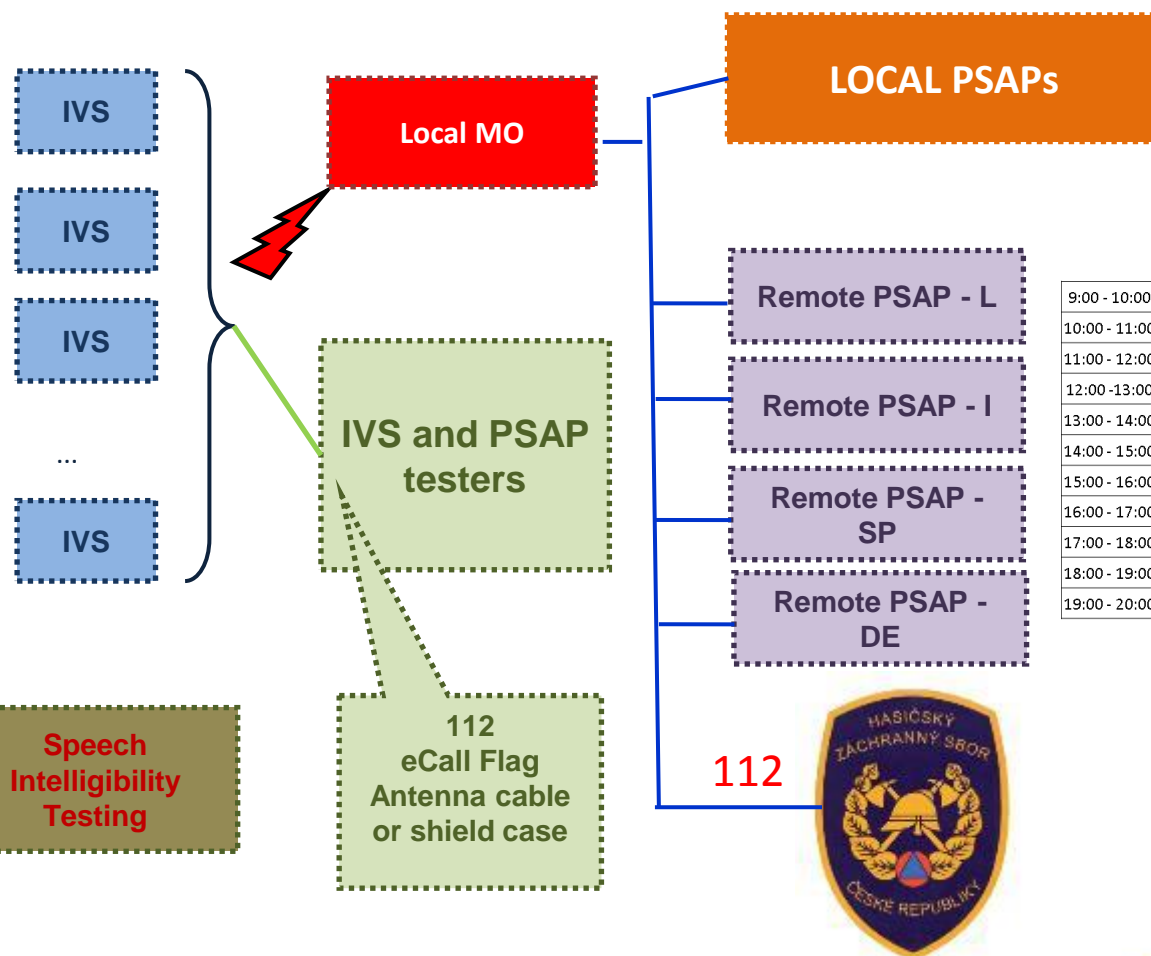 IVS
IVS
IVS
...
IVS
Speech
Intelligibility
Testing
Local MO
IVS and PSAP
testers
112
eCall Flag
Antenna cable
or shield case
LOCAL PSAPs
Remote PSAP - L
Remote PSAP - I
Remote PSAP -
SP
Remote PSAP -
DE
112
HASIČSKÝ
ZÁCHRANNÝ SBOR
ČESKÉ REPUBLIKY
9:00 - 10:00
10:00 - 11:00
11:00 - 12:00
12:00 -13:00
13:00 - 14:00
14:00 - 15:00
15:00 - 16:00
16:00 - 17:00
17:00 - 18:00
18:00 - 19:00
19:00 - 20:00